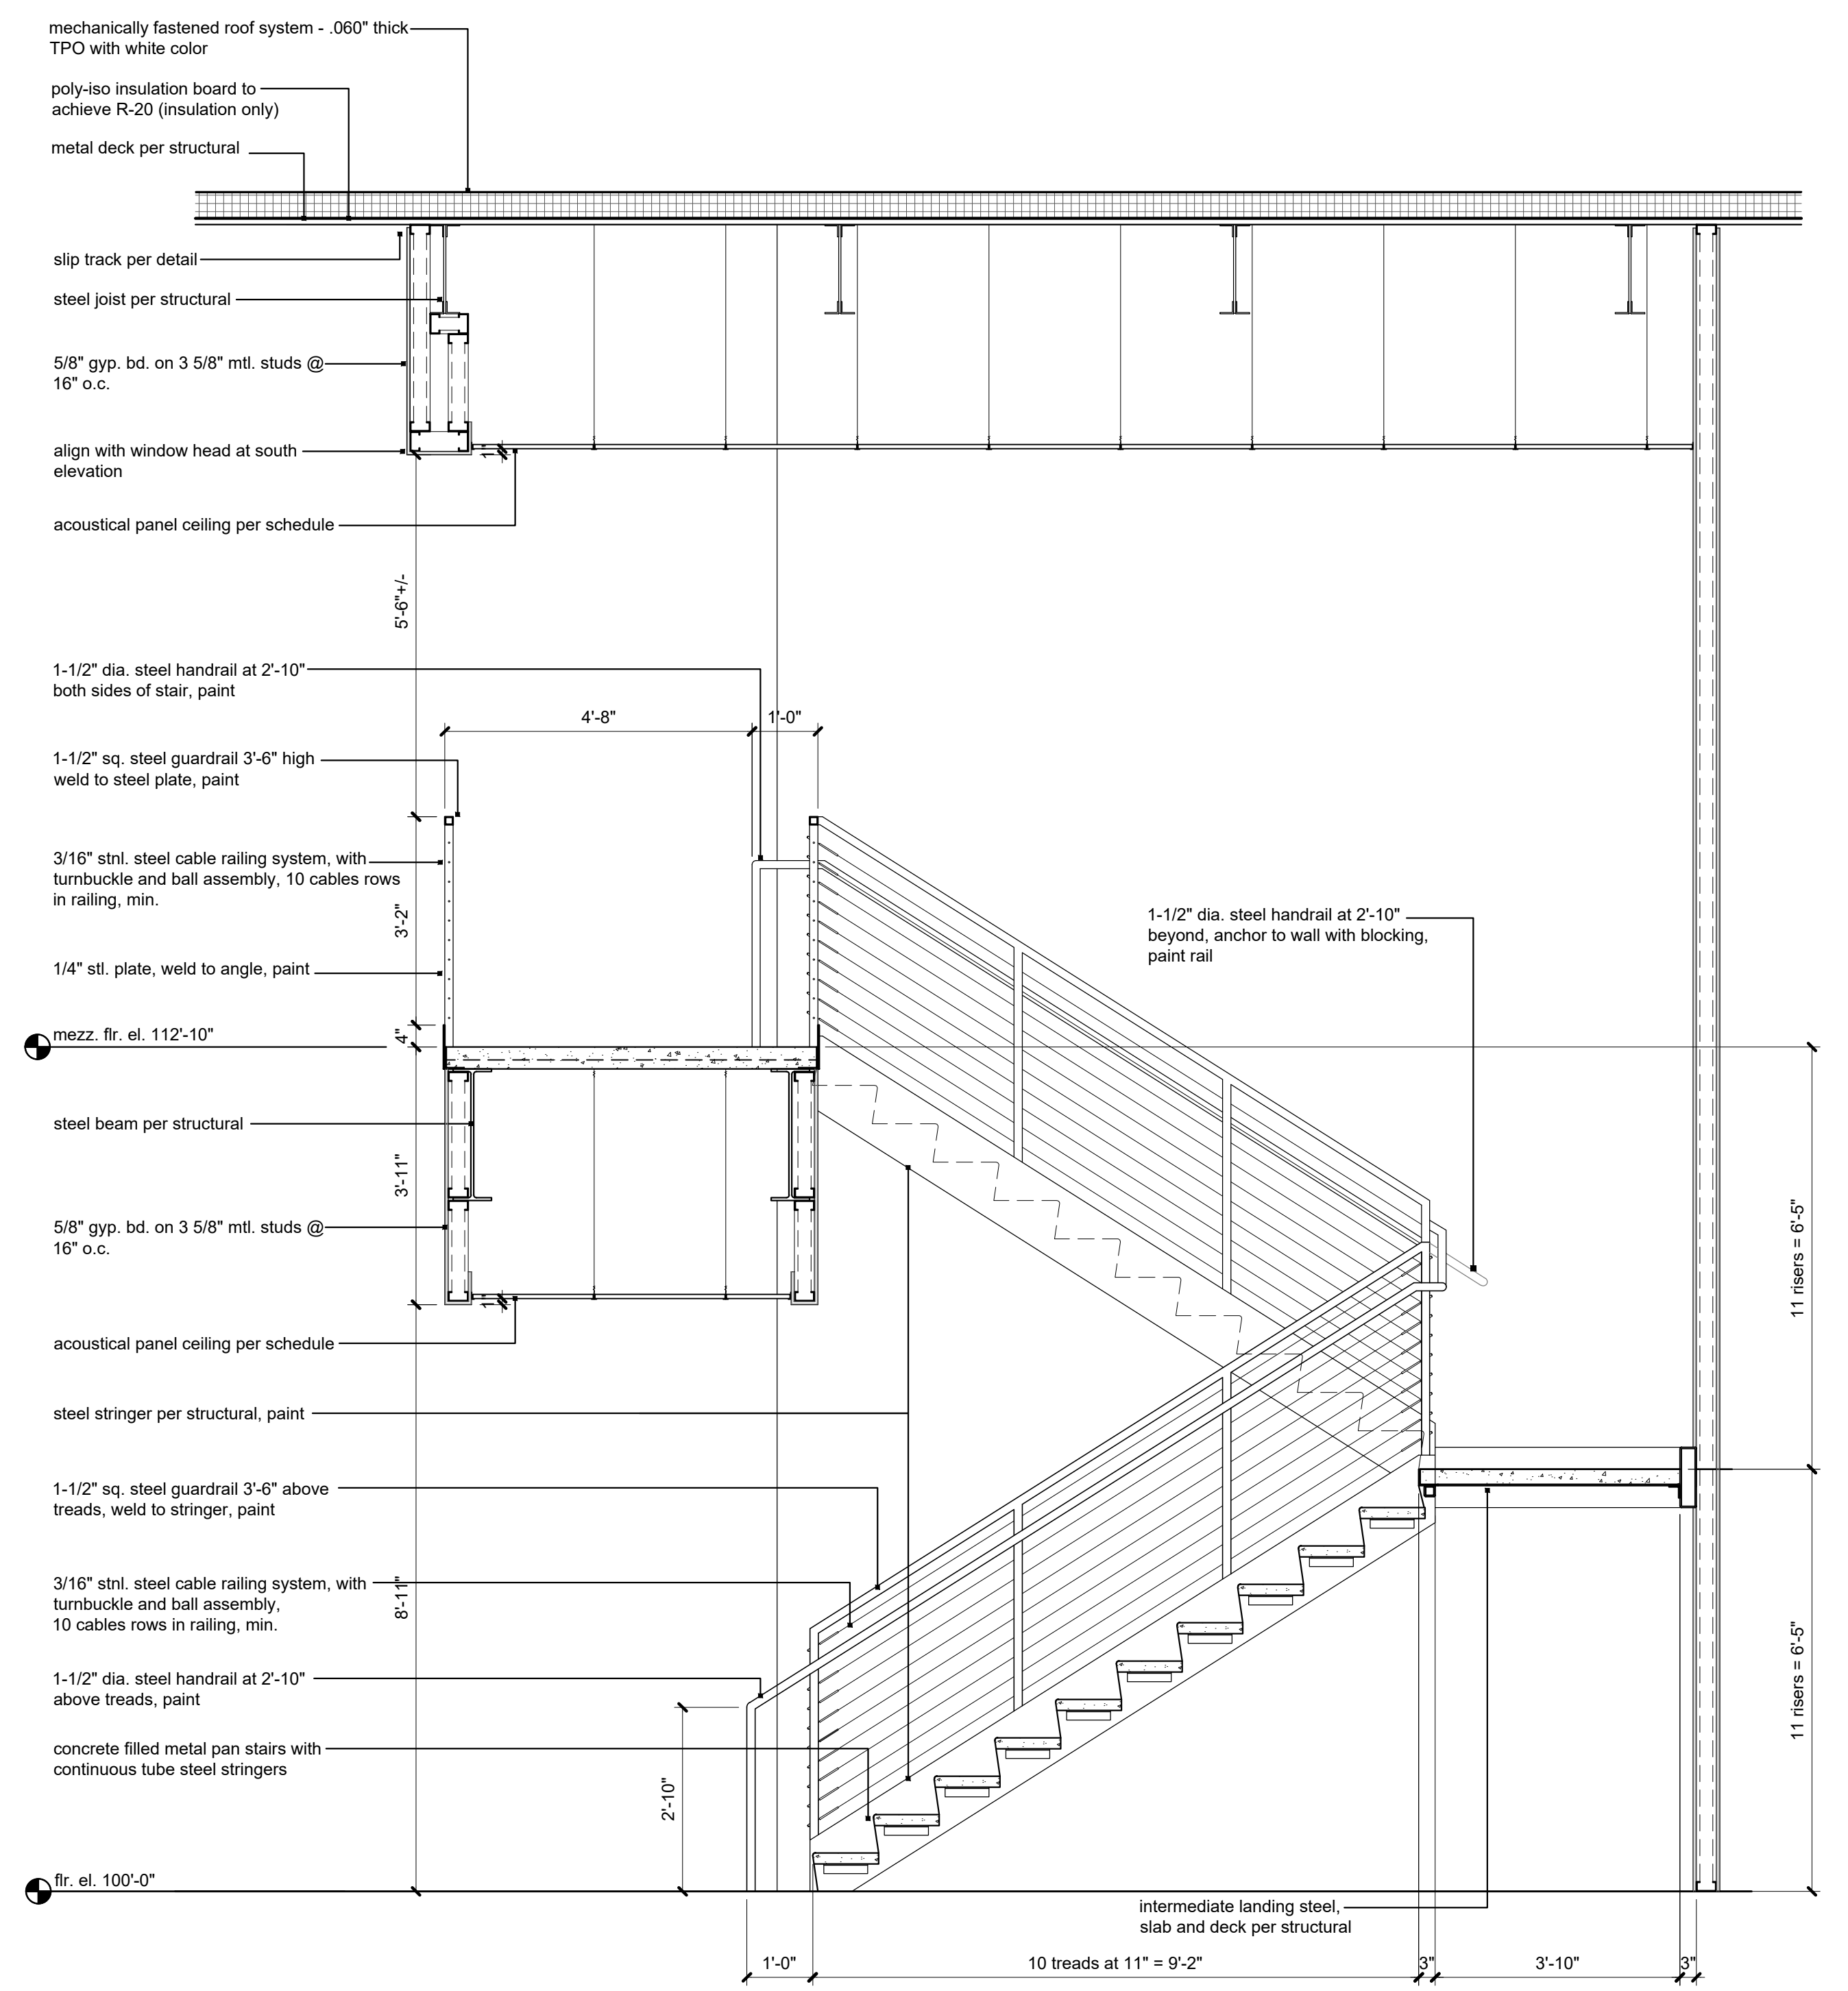 mechanically fastened roof system - .060" thick
TPO with white color
poly-iso insulation board to
achieve R-20 (insulation only)
metal deck per structural
slip track per detail
steel joist per structural
5/8" gyp. bd. on 3 5/8" mtl. studs @
16" o.c.
align with window head at south
elevation
1"
acoustical panel ceiling per schedule
5'-6"+/-
1-1/2" dia. steel handrail at 2'-10"
both sides of stair, paint
4'-8"
1'-0"
1-1/2" sq. steel guardrail 3'-6" high
weld to steel plate, paint
3/16" stnl. steel cable railing system, with
turnbuckle and ball assembly, 10 cables rows
in railing, min.
3'-2"
1-1/2" dia. steel handrail at 2'-10"
beyond, anchor to wall with blocking,
paint rail
1/4" stl. plate, weld to angle, paint
mezz. flr. el. 112'-10"
4"
steel beam per structural
3'-11"
5/8" gyp. bd. on 3 5/8" mtl. studs @
16" o.c.
11 risers = 6'-5"
1"
acoustical panel ceiling per schedule
steel stringer per structural, paint
1-1/2" sq. steel guardrail 3'-6" above
treads, weld to stringer, paint
3/16" stnl. steel cable railing system, with
turnbuckle and ball assembly,
10 cables rows in railing, min.
8'-11"
11 risers = 6'-5"
1-1/2" dia. steel handrail at 2'-10"
above treads, paint
concrete filled metal pan stairs with
continuous tube steel stringers
2'-10"
flr. el. 100'-0"
intermediate landing steel,
slab and deck per structural
1'-0"
10 treads at 11" = 9'-2"
3"
3'-10"
3"